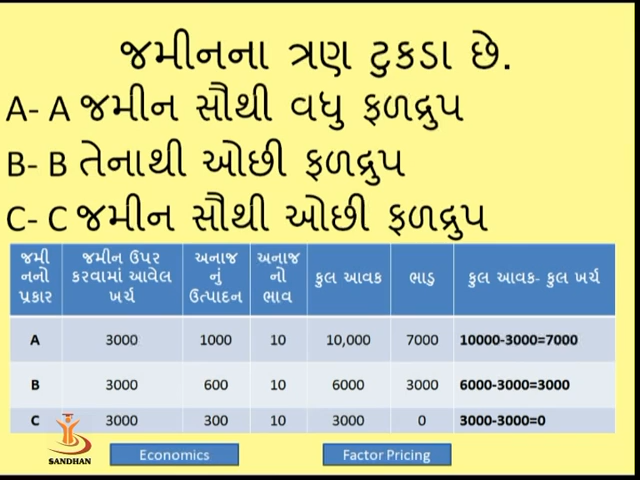 જમીનના ત્રણ ટુકડા છે.
A- A જમીન સૌથી વધુ ફળદ્રુપ
B- B તેનાથી ઓછી ફળદ્રુપ
C- C જમીન સૌથી ઓછી ફળદ્રુપ
જમીનનો પ્રકાર જમીન ઉપર કરવામાં આવેલ ખર્ચ અનાજનું ઉત્પાદન અનાજનો ભાવ કુલ આવક ભાડુ કુલ આવક- કુલ ખર્ચ
A 3000 1000 10 10,000 7000 10000-3000=7000
B 3000 600 10 6000 3000 6000-3000=3000
C 3000 300 10 3000 0 3000-3000=0
SANDHAN
Economics Factor Pricing